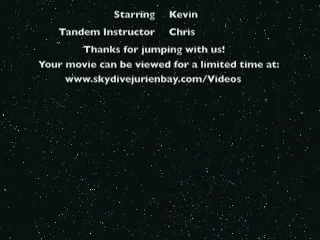 Starring Kevin
Tandem Instructor Chris
Thanks for jumping with us!
Your movie can be viewed for a limited time at:
www.skydivejurienbay.com/Videos